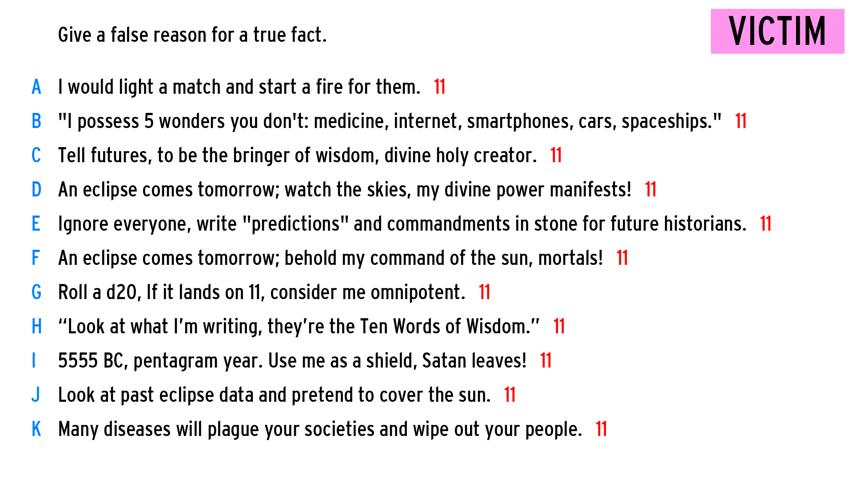 Give a false reason for a true fact.
VICTIM
A I would light a match and start a fire for them. 11
B "I possess 5 wonders you don't: medicine, internet, smartphones, cars, spaceships." 11
C Tell futures, to be the bringer of wisdom, divine holy creator. 11
D An eclipse comes tomorrow; watch the skies, my divine power manifests! 11
E Ignore everyone, write "predictions" and commandments in stone for future historians. 11
F An eclipse comes tomorrow; behold my command of the sun, mortals! 11
G Roll a d20, If it lands on 11, consider me omnipotent. 11
H “Look at what I’m writing, they’re the Ten Words of Wisdom.” 11
I 5555 BC, pentagram year. Use me as a shield, Satan leaves! 11
J Look at past eclipse data and pretend to cover the sun. 11
K Many diseases will plague your societies and wipe out your people. 11